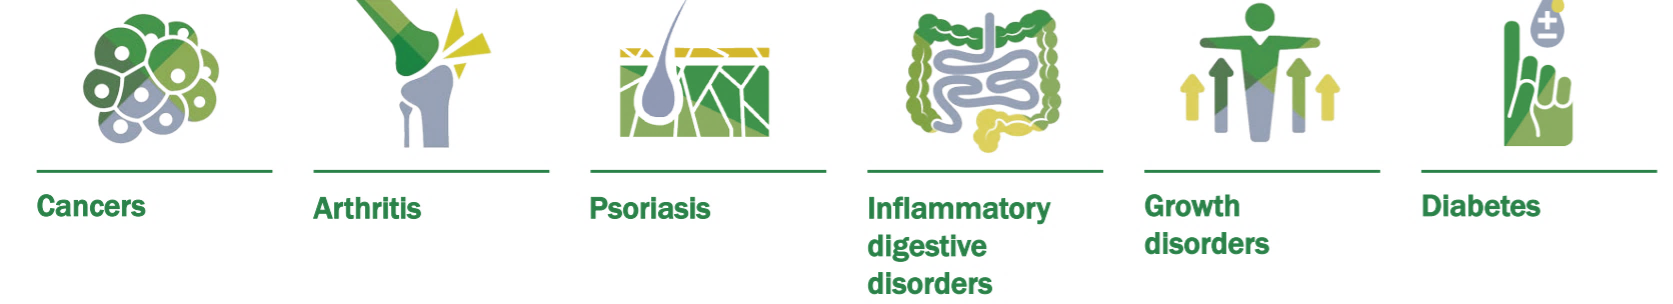 Cancers
Arthritis
Psoriasis
Inflammatory
digestive
disorders
Growth
disorders
Diabetes